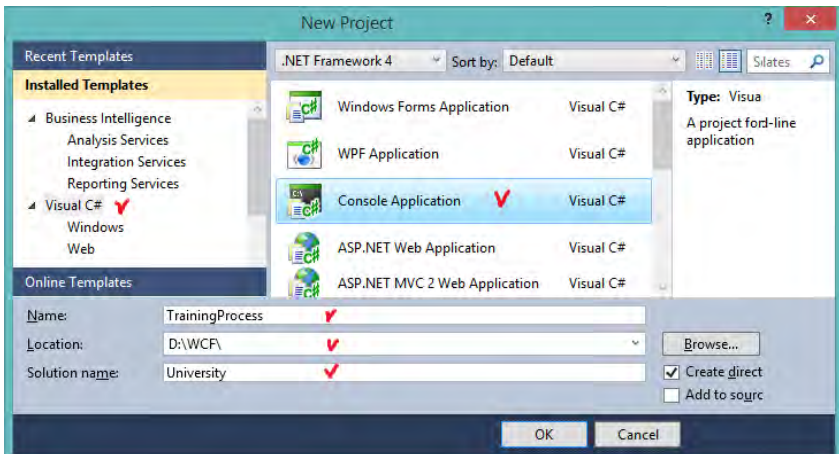 New Project
?
Recent Templates
Installed Templates
Business Intelligence
Analysis Services
Integration Services
Reporting Services
Visual C#
Windows
Web
Online Templates
.NET Framework 4 Sort by: Default Silates
Windows Forms Application Visual C#
WPF Application Visual C#
Console Application Visual C#
ASP.NET Web Application Visual C#
ASP.NET MVC 2 Web Application Visual C#
Type: Visua
A project ford-line
application
Name: TrainingProcess
Location: D:\WCF\ Browse...
Solution name: University
Create direct
Add to sourc
OK Cancel